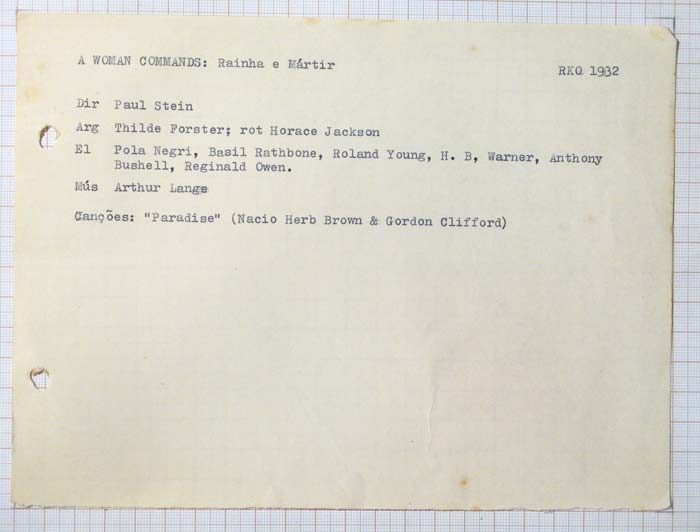 A WOMAN COMMANDS: Rainha e Mártir
RKO 1932
Dir Paul Stein
Arg Thilde Forster; rot Horace Jackson
El Pola Negri, Basil Rathbone, Roland Young, H. B, Warner, Anthony
Bushell, Reginald Owen.
Mús Arthur Lange
Canções: "Paradise" (Nacio Herb Brown & Gordon Clifford)